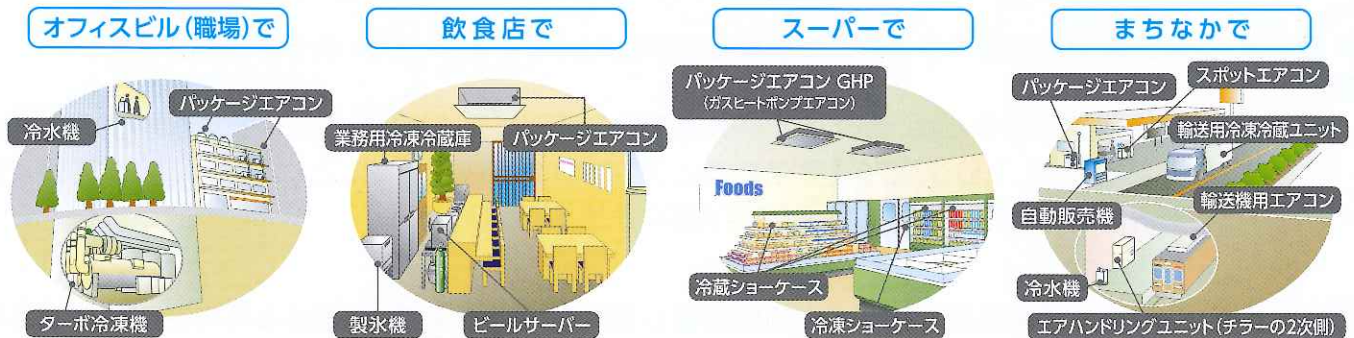 オフィスビル(職場)で
冷水機
パッケージエアコン
ターボ冷凍機
飲食店で
業務用冷凍冷蔵庫
パッケージエアコン
製氷機
ビールサーバー
スーパーで
パッケージエアコン GHP
(ガスヒートポンプエアコン)
Foods
冷蔵ショーケース
冷凍ショーケース
まちなかで
パッケージエアコン
スポットエアコン
輸送用冷凍冷蔵ユニット
自動販売機
輸送機用エアコン
冷水機
エアハンドリングユニット(チラーの2次側)